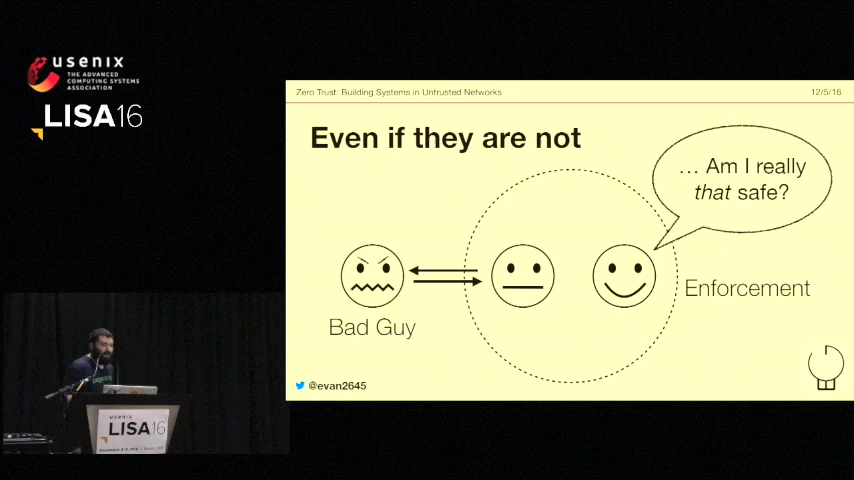 usenix
THE ADVANCED
COMPUTING SYSTEMS
ASSOCIATION
LISA16
Zero Trust: Building Systems in Untrusted Networks
12/5/16
Even if they are not
… Am I really
that safe?
Enforcement
Bad Guy
@evan2645
usenix
LISA16